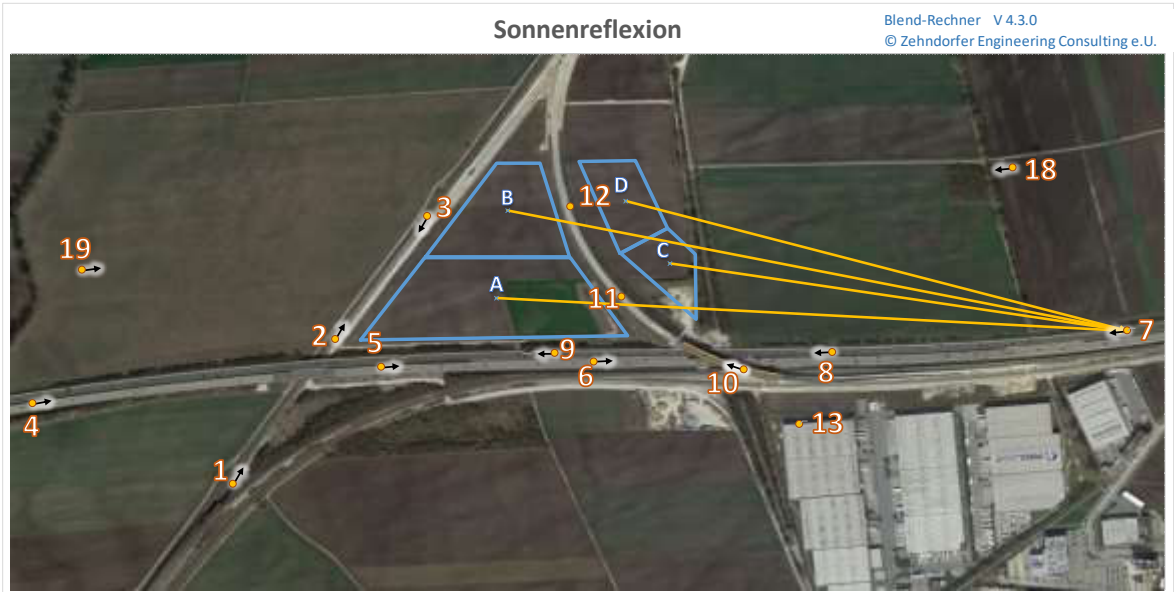 Sonnenreflexion
Blend-Rechner V 4.3.0
© Zehndorfer Engineering Consulting e.U.
18
B
D
12
3
19
C
A
11
2
5
7
9
6
8
10
4
13
1